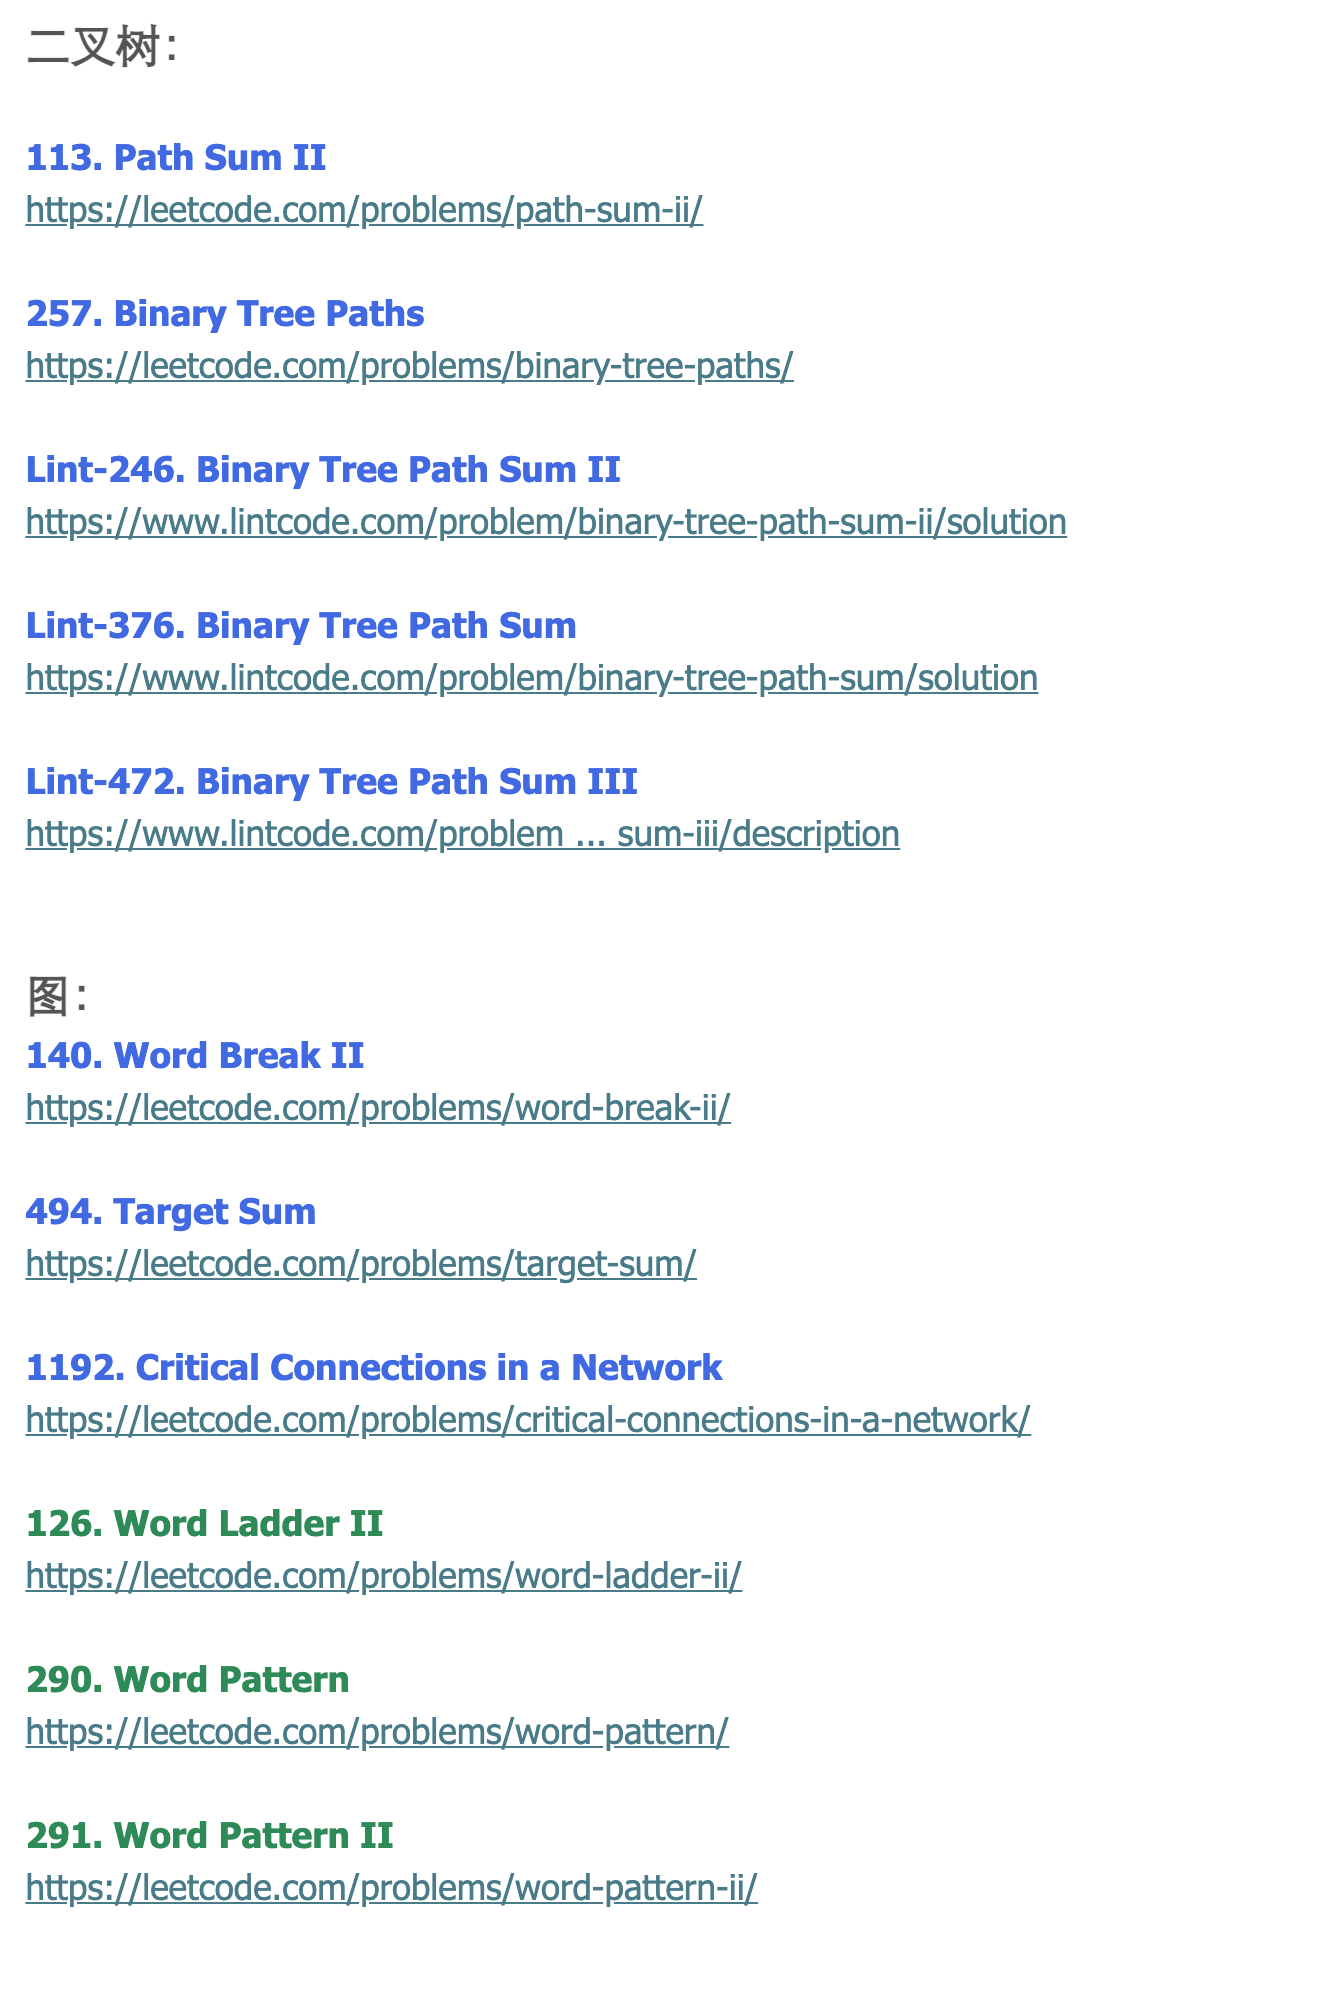 二叉树：
113. Path Sum II
https://leetcode.com/problems/path-sum-ii/
257. Binary Tree Paths
https://leetcode.com/problems/binary-tree-paths/
Lint-246. Binary Tree Path Sum II
https://www.lintcode.com/problem/binary-tree-path-sum-ii/solution
Lint-376. Binary Tree Path Sum
https://www.lintcode.com/problem/binary-tree-path-sum/solution
Lint-472. Binary Tree Path Sum III
https://www.lintcode.com/problem ... sum-iii/description
图：
140. Word Break II
https://leetcode.com/problems/word-break-ii/
494. Target Sum
https://leetcode.com/problems/target-sum/
1192. Critical Connections in a Network
https://leetcode.com/problems/critical-connections-in-a-network/
126. Word Ladder II
https://leetcode.com/problems/word-ladder-ii/
290. Word Pattern
https://leetcode.com/problems/word-pattern/
291. Word Pattern II
https://leetcode.com/problems/word-pattern-ii/